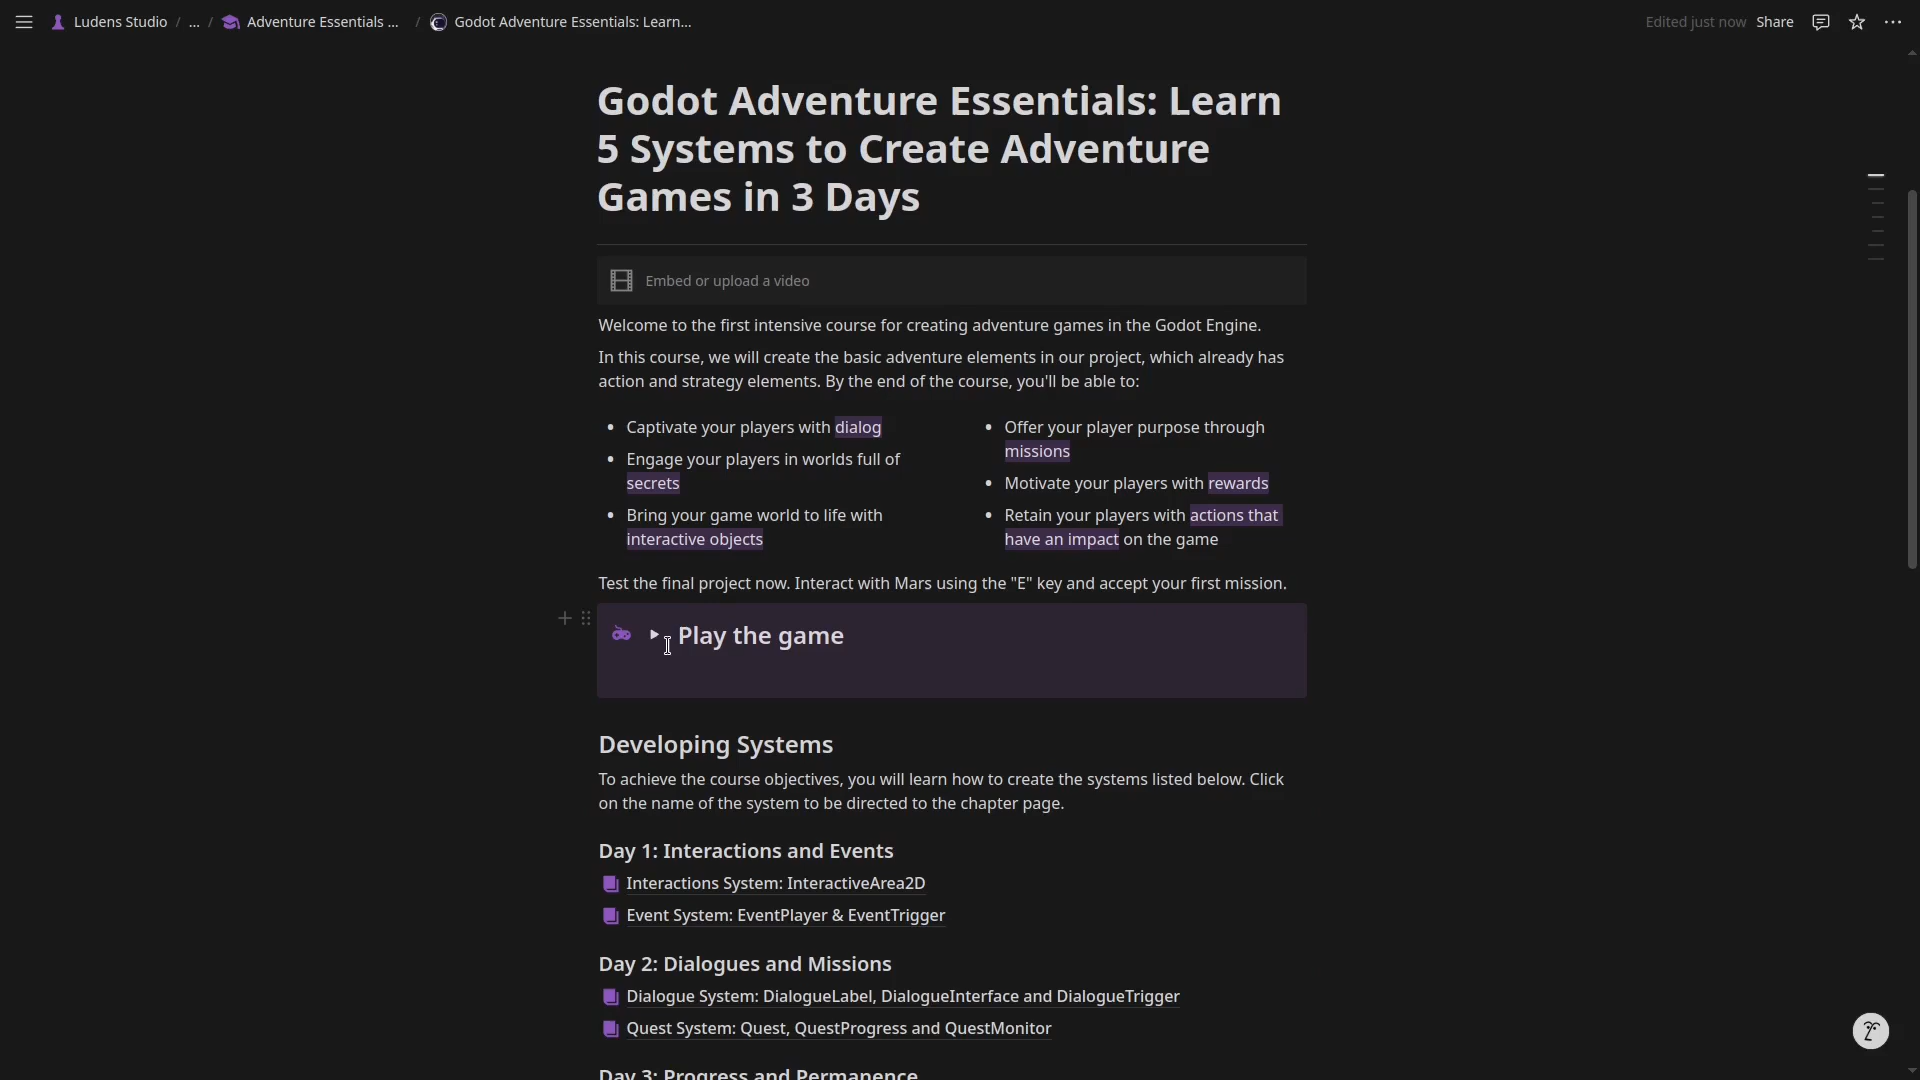 Ludens Studio / ... / Adventure Essentials ... / Godot Adventure Essentials: Learn...
Edited just now Share
Godot Adventure Essentials: Learn
5 Systems to Create Adventure
Games in 3 Days
Embed or upload a video
Welcome to the first intensive course for creating adventure games in the Godot Engine.
In this course, we will create the basic adventure elements in our project, which already has
action and strategy elements. By the end of the course, you'll be able to:
• Captivate your players with dialog
• Engage your players in worlds full of
secrets
• Bring your game world to life with
interactive objects
• Offer your player purpose through
missions
• Motivate your players with rewards
• Retain your players with actions that
have an impact on the game
Test the final project now. Interact with Mars using the "E" key and accept your first mission.
Play the game
Developing Systems
To achieve the course objectives, you will learn how to create the systems listed below. Click
on the name of the system to be directed to the chapter page.
Day 1: Interactions and Events
Interactions System: InteractiveArea2D
Event System: EventPlayer & EventTrigger
Day 2: Dialogues and Missions
Dialogue System: DialogueLabel, DialogueInterface and DialogueTrigger
Quest System: Quest, QuestProgress and QuestMonitor
Day 3: Progress and Permanence